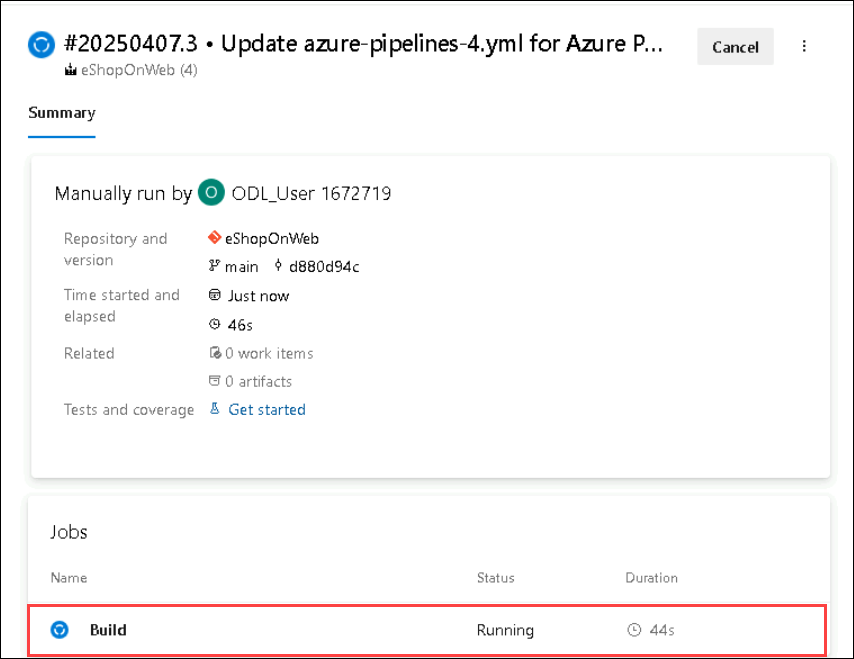 #20250407.3 • Update azure-pipelines-4.yml for Azure P...
Cancel
eShopOnWeb (4)
Summary
Manually run by O ODL_User 1672719
Repository and version
eShopOnWeb
main d880d94c
Time started and elapsed
Just now
46s
Related
0 work items
0 artifacts
Tests and coverage
Get started
Jobs
Name Status Duration
Build Running 44s